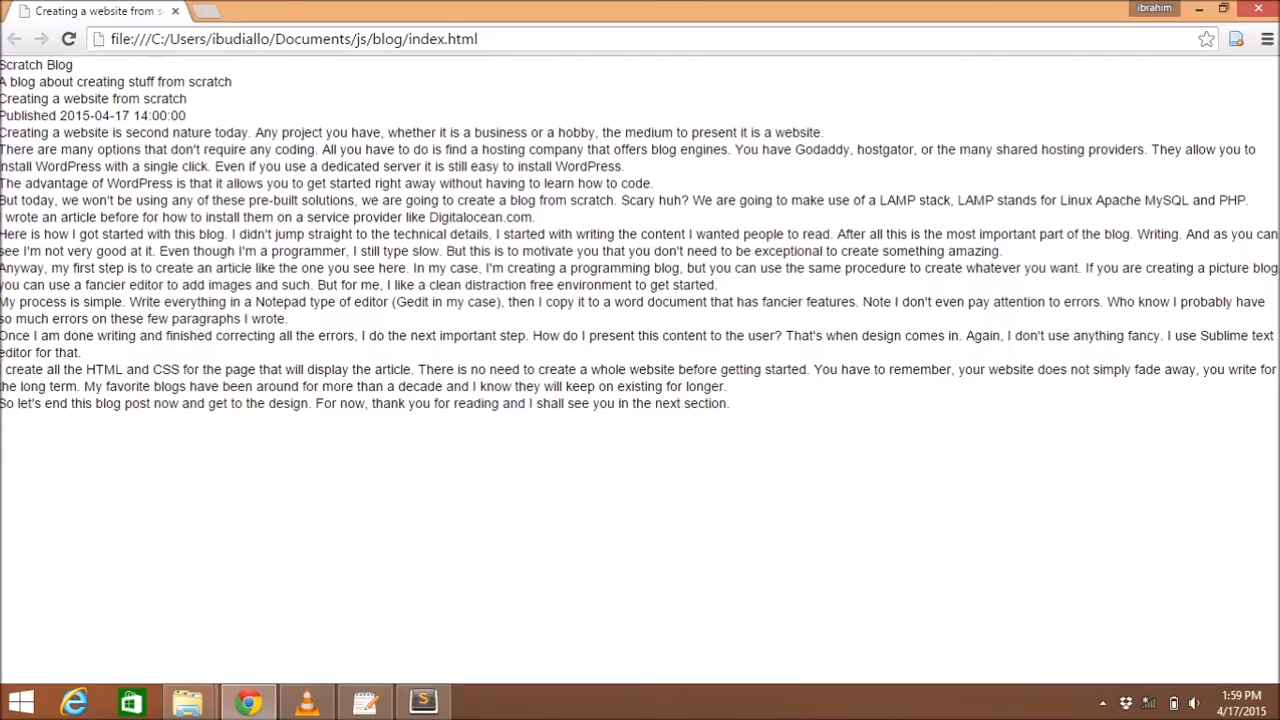 Creating a website from s
ibrahim
file:///C:/Users/ibudiallo/Documents/js/blog/index.html
Scratch Blog
A blog about creating stuff from scratch
Creating a website from scratch
Published 2015-04-17 14:00:00
Creating a website is second nature today. Any project you have, whether it is a business or a hobby, the medium to present it is a website.
There are many options that don't require any coding. All you have to do is find a hosting company that offers blog engines. You have Godaddy, hostgator, or the many shared hosting providers. They allow you to
install WordPress with a single click. Even if you use a dedicated server it is still easy to install WordPress.
The advantage of WordPress is that it allows you to get started right away without having to learn how to code.
But today, we won't be using any of these pre-built solutions, we are going to create a blog from scratch. Scary huh? We are going to make use of a LAMP stack, LAMP stands for Linux Apache MySQL and PHP.
I wrote an article before for how to install them on a service provider like Digitalocean.com.
Here is how I got started with this blog. I didn't jump straight to the technical details, I started with writing the content I wanted people to read. After all this is the most important part of the blog. Writing. And as you can
see I'm not very good at it. Even though I'm a programmer, I still type slow. But this is to motivate you that you don't need to be exceptional to create something amazing.
Anyway, my first step is to create an article like the one you see here. In my case, I'm creating a programming blog, but you can use the same procedure to create whatever you want. If you are creating a picture blog
you can use a fancier editor to add images and such. But for me, I like a clean distraction free environment to get started.
My process is simple. Write everything in a Notepad type of editor (Gedit in my case), then I copy it to a word document that has fancier features. Note I don't even pay attention to errors. Who know I probably have
so much errors on these few paragraphs I wrote.
Once I am done writing and finished correcting all the errors, I do the next important step. How do I present this content to the user? That's when design comes in. Again, I don't use anything fancy. I use Sublime text
editor for that.
I create all the HTML and CSS for the page that will display the article. There is no need to create a whole website before getting started. You have to remember, your website does not simply fade away, you write for
the long term. My favorite blogs have been around for more than a decade and I know they will keep on existing for longer.
So let's end this blog post now and get to the design. For now, thank you for reading and I shall see you in the next section.
1:59 PM
4/17/2015